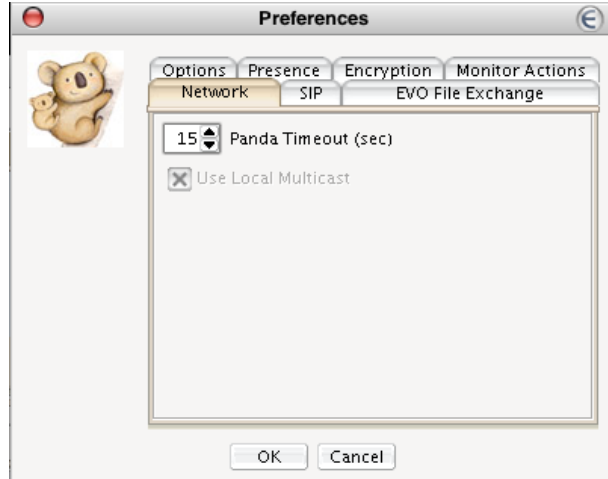 Preferences
Options Presence Encryption Monitor Actions
Network SIP EVO File Exchange
15 Panda Timeout (sec)
Use Local Multicast
OK Cancel